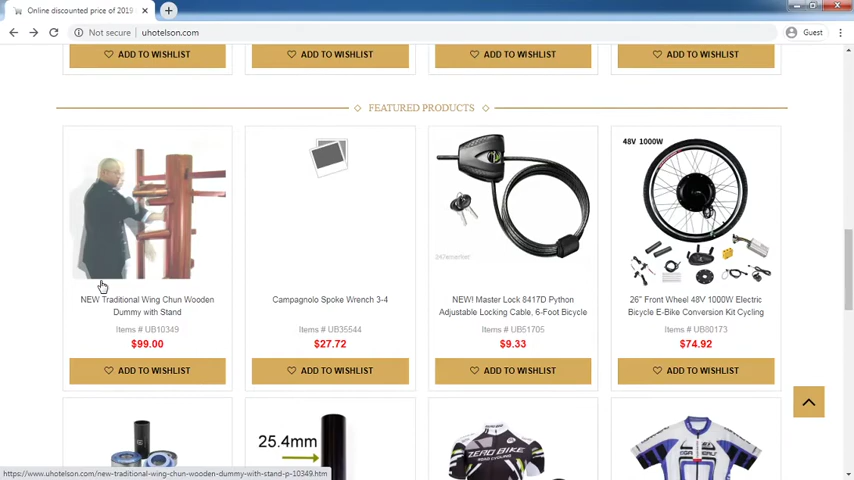 Online discounted price of 2019
Not secure | uhotelson.com
Guest
ADD TO WISHLIST ADD TO WISHLIST ADD TO WISHLIST ADD TO WISHLIST
FEATURED PRODUCTS
48V 1000W
247everbet
NEW Traditional Wing Chun Wooden
Dummy with Stand
Items # UB10349
$99.00
ADD TO WISHLIST
Campagnolo Spoke Wrench 3-4
Items # UB35544
$27.72
ADD TO WISHLIST
NEW! Master Lock 8417D Python
Adjustable Locking Cable, 6-Foot Bicycle
Items # UB51705
$9.33
ADD TO WISHLIST
26" Front Wheel 48V 1000W Electric
Bicycle E-Bike Conversion Kit Cycling
Items # UB80173
$74.92
ADD TO WISHLIST
25.4mm
ZERO BIKE
ROAD CYCLING
https://www.uhotelson.com/new-traditional-wing-chun-wooden-dummy-with-stand-p-10349.htm